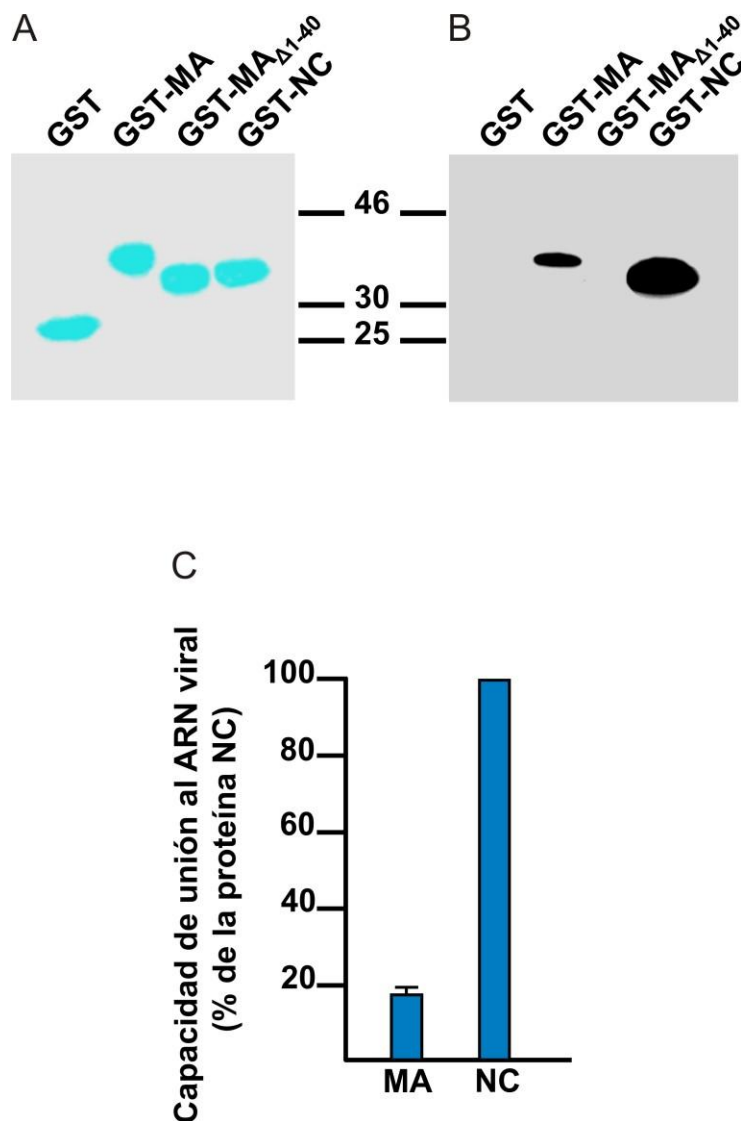 A
GST
GST-MA
GST-MAΔ1-40
GST-NC
B
GST
GST-MA
GST-MAΔ1-40
GST-NC
46
30
25
C
Capacidad de unión al ARN viral
(% de la proteína NC)
100
80
60
40
20
MA
NC